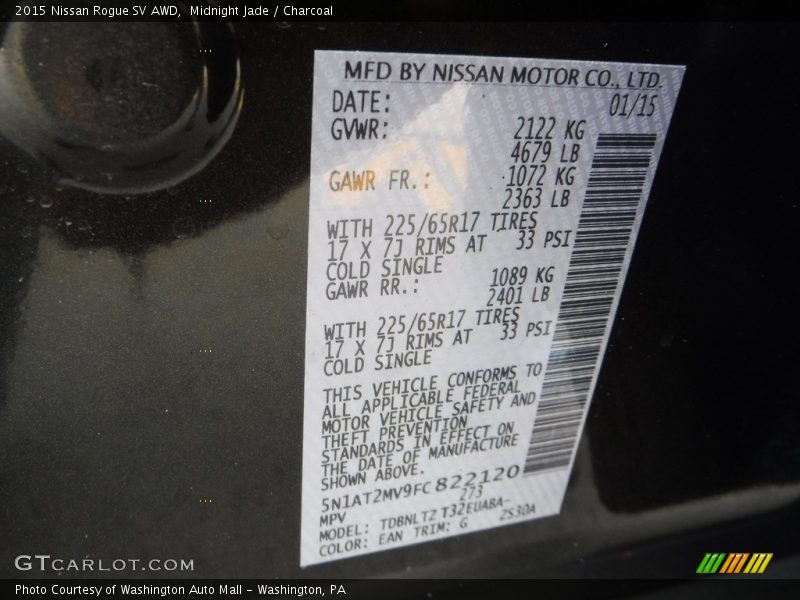 2015 Nissan Rogue SV AWD, Midnight Jade / Charcoal
MFD BY NISSAN MOTOR CO., LTD.
DATE: 01/15
GVWR: 2122 KG
4679 LB
GAWR FR.: 1072 KG
2363 LB
WITH 225/65R17 TIRES
17 X 7J RIMS AT 33 PSI
COLD SINGLE
GAWR RR.: 1089 KG
2401 LB
WITH 225/65R17 TIRES
17 X 7J RIMS AT 33 PSI
COLD SINGLE
THIS VEHICLE CONFORMS TO
ALL APPLICABLE FEDERAL
MOTOR VEHICLE SAFETY AND
THEFT PREVENTION
STANDARDS IN EFFECT ON
THE DATE OF MANUFACTURE
SHOWN ABOVE.
5N1AT2MV9FC822120
MPV 273
MODEL: TDBNLTZ T32EUABA-
COLOR: EAN TRIM: G ZS30A
GTCARLOT.COM
Photo Courtesy of Washington Auto Mall - Washington, PA